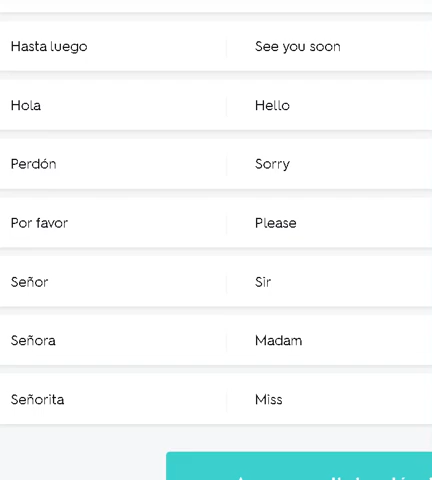 Hasta luego See you soon
Hola Hello
Perdón Sorry
Por favor Please
Señor Sir
Señora Madam
Señorita Miss